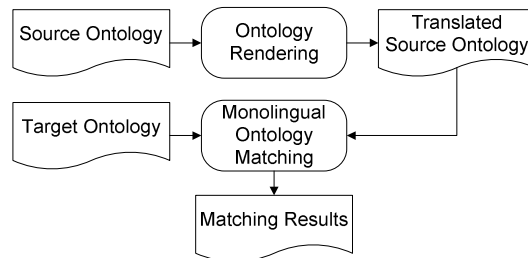 Source Ontology
Ontology
Rendering
Translated
Source Ontology
Target Ontology
Monolingual
Ontology
Matching
Matching Results